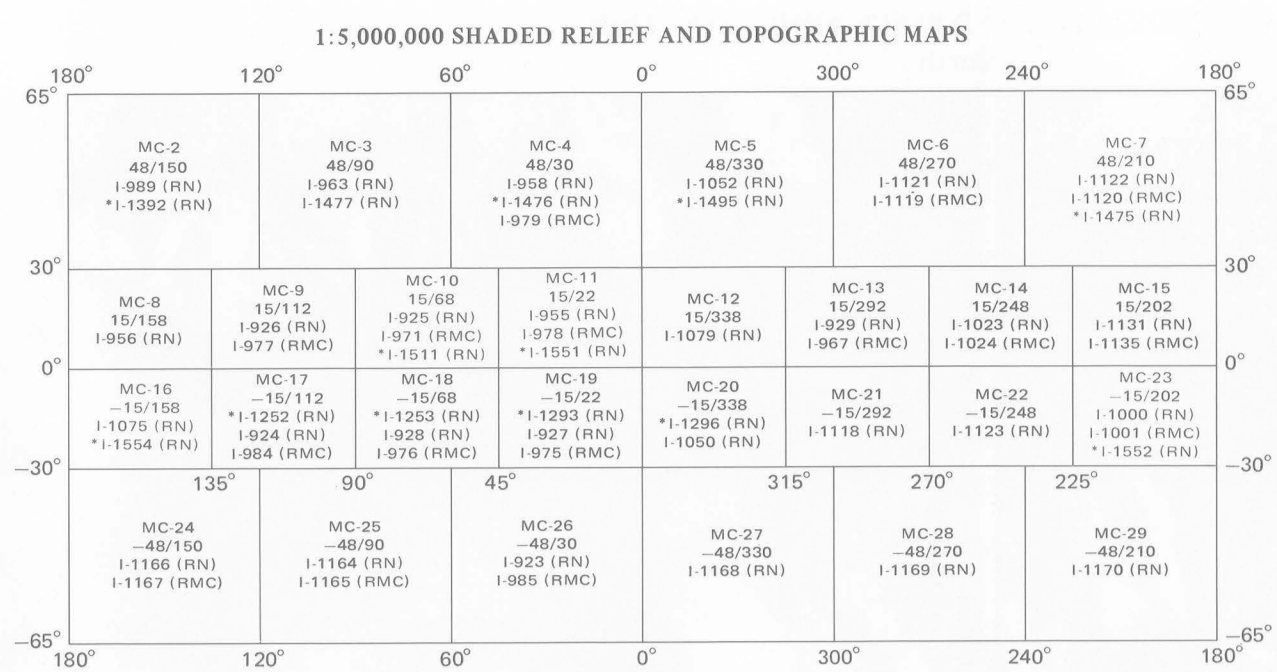 1:5,000,000 SHADED RELIEF AND TOPOGRAPHIC MAPS
180° 120° 60° 0° 300° 240° 180°
65° 65°
MC-2
48/150
I-989 (RN)
*I-1392 (RN)
MC-3
48/90
I-963 (RN)
I-1477 (RN)
MC-4
48/30
I-958 (RN)
*I-1476 (RN)
I-979 (RMC)
MC-5
48/330
I-1052 (RN)
*I-1495 (RN)
MC-6
48/270
I-1121 (RN)
I-1119 (RMC)
MC-7
48/210
I-1122 (RN)
I-1120 (RMC)
*I-1475 (RN)
30° 30°
MC-8
15/158
I-956 (RN)
MC-9
15/112
I-926 (RN)
I-977 (RMC)
MC-10
15/68
I-925 (RN)
I-971 (RMC)
*I-1511 (RN)
MC-11
15/22
I-955 (RN)
I-978 (RMC)
*I-1551 (RN)
MC-12
15/338
I-1079 (RN)
MC-13
15/292
I-929 (RN)
I-967 (RMC)
MC-14
15/248
I-1023 (RN)
I-1024 (RMC)
MC-15
15/202
I-1131 (RN)
I-1135 (RMC)
0° 0°
MC-16
—15/158
I-1075 (RN)
*I-1554 (RN)
MC-17
—15/112
*I-1252 (RN)
I-924 (RN)
I-984 (RMC)
MC-18
—15/68
*I-1253 (RN)
I-928 (RN)
I-976 (RMC)
MC-19
—15/22
*I-1293 (RN)
I-927 (RN)
I-975 (RMC)
MC-20
—15/338
*I-1296 (RN)
I-1050 (RN)
MC-21
—15/292
I-1118 (RN)
MC-22
—15/248
I-1123 (RN)
MC-23
—15/202
I-1000 (RN)
I-1001 (RMC)
*I-1552 (RN)
—30° —30°
135° 90° 45° 315° 270° 225°
MC-24
—48/150
I-1166 (RN)
I-1167 (RMC)
MC-25
—48/90
I-1164 (RN)
I-1165 (RMC)
MC-26
—48/30
I-923 (RN)
I-985 (RMC)
MC-27
—48/330
I-1168 (RN)
MC-28
—48/270
I-1169 (RN)
MC-29
—48/210
I-1170 (RN)
—65° —65°
180° 120° 60° 0° 300° 240° 180°